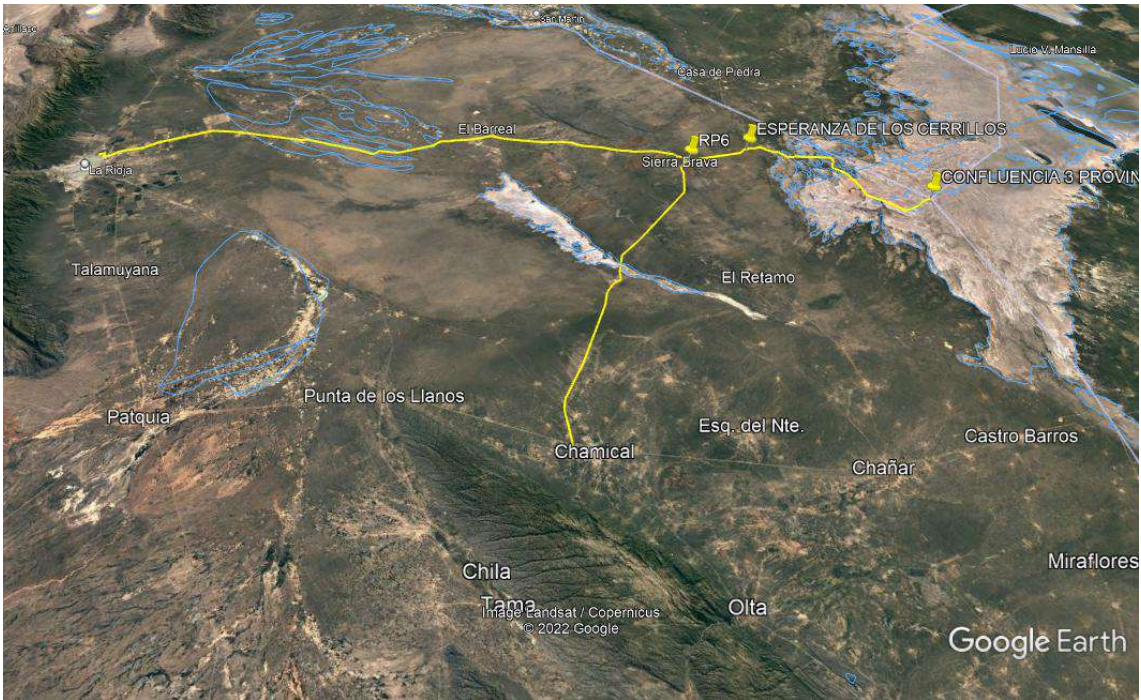 San Martin
Lucio V. Mansilla
Casa de Piedra
El Barreal
ESPERANZA DE LOS CERRILLOS
RP6
Sierra Brava
La Rioja
CONFLUENCIA 3 PROVIN
Talamuyana
El Retamo
Punta de los Llanos
Patquia
Esq. del Nte.
Castro Barros
Chamical
Chañar
Miraflores
Chila
Tama
Olta
Image Landsat / Copernicus
© 2022 Google
Google Earth